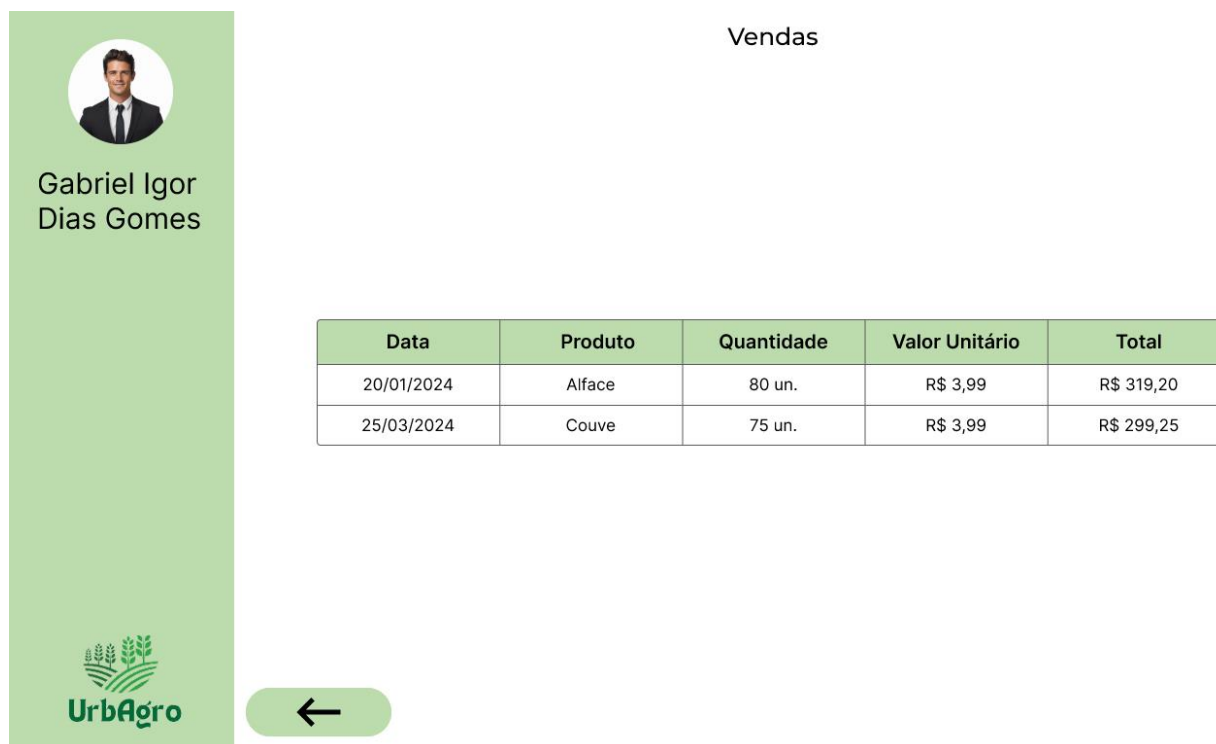 Vendas
Gabriel Igor
Dias Gomes
Data Produto Quantidade Valor Unitário Total
20/01/2024 Alface 80 un. R$ 3,99 R$ 319,20
25/03/2024 Couve 75 un. R$ 3,99 R$ 299,25
UrbAgro